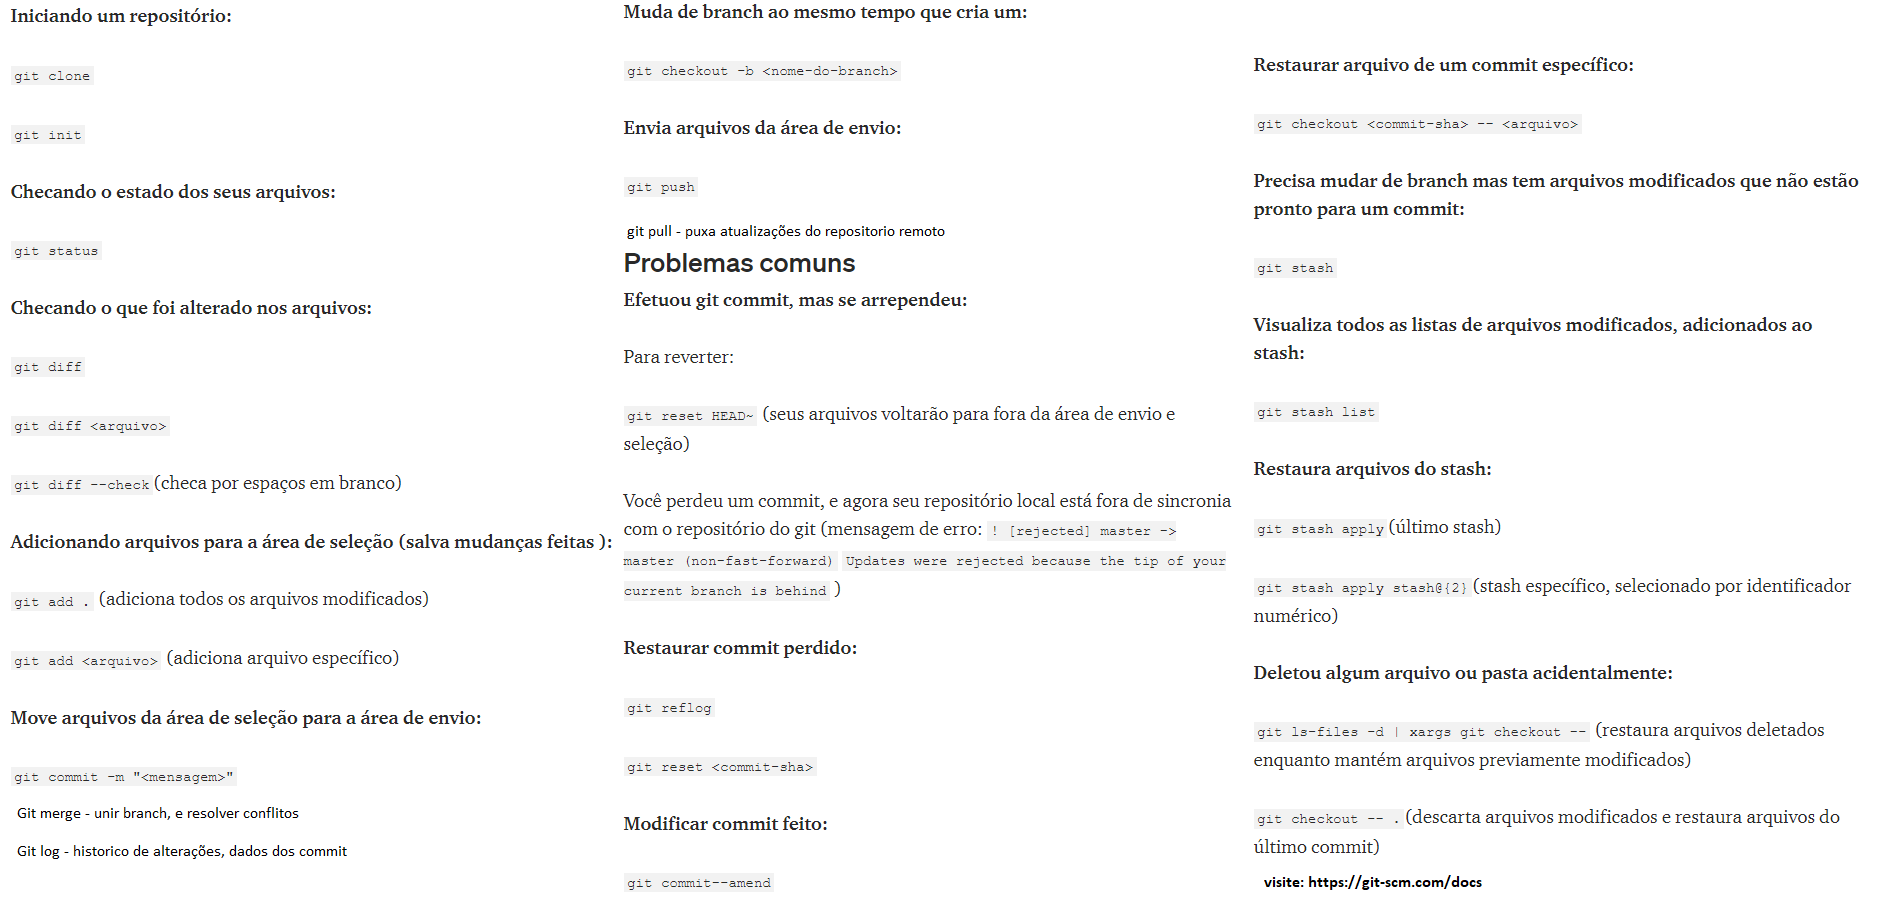 Iniciando um repositório:
git clone
git init
Checando o estado dos seus arquivos:
git status
Checando o que foi alterado nos arquivos:
git diff
git diff <arquivo>
git diff --check (checa por espaços em branco)
Adicionando arquivos para a área de seleção (salva mudanças feitas ):
git add . (adiciona todos os arquivos modificados)
git add <arquivo> (adiciona arquivo específico)
Move arquivos da área de seleção para a área de envio:
git commit -m "<mensagem>"
Git merge - unir branch, e resolver conflitos
Git log - historico de alterações, dados dos commit
Muda de branch ao mesmo tempo que cria um:
git checkout -b <nome-do-branch>
Envia arquivos da área de envio:
git push
git pull - puxa atualizações do repositorio remoto
Problemas comuns
Efetuou git commit, mas se arrependeu:
Para reverter:
git reset HEAD~ (seus arquivos voltarão para fora da área de envio e
seleção)
Você perdeu um commit, e agora seu repositório local está fora de sincronia
com o repositório do git (mensagem de erro: ! [rejected] master ->
master (non-fast-forward) Updates were rejected because the tip of your
current branch is behind )
Restaurar commit perdido:
git reflog
git reset <commit-sha>
Modificar commit feito:
git commit--amend
Restaurar arquivo de um commit específico:
git checkout <commit-sha> -- <arquivo>
Precisa mudar de branch mas tem arquivos modificados que não estão
pronto para um commit:
git stash
Visualiza todos as listas de arquivos modificados, adicionados ao
stash:
git stash list
Restaura arquivos do stash:
git stash apply (último stash)
git stash apply stash@{2} (stash específico, selecionado por identificador
numérico)
Deletou algum arquivo ou pasta acidentalmente:
git ls-files -d | xargs git checkout -- (restaura arquivos deletados
enquanto mantém arquivos previamente modificados)
git checkout -- . (descarta arquivos modificados e restaura arquivos do
último commit)
visite: https://git-scm.com/docs